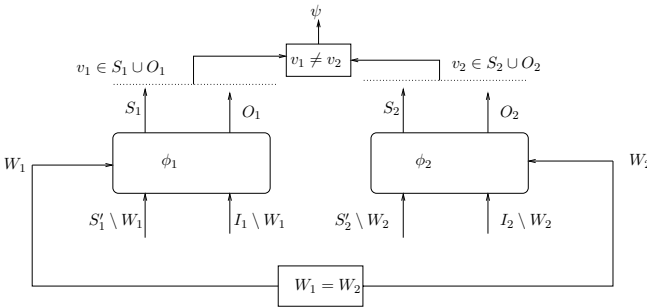 ψ
v₁ ∈ S₁ ∪ O₁
v₁ ≠ v₂
v₂ ∈ S₂ ∪ O₂
S₁
O₁
S₂
O₂
W₁
ϕ₁
ϕ₂
W₂
S′₁ \ W₁
I₁ \ W₁
S′₂ \ W₂
I₂ \ W₂
W₁ = W₂